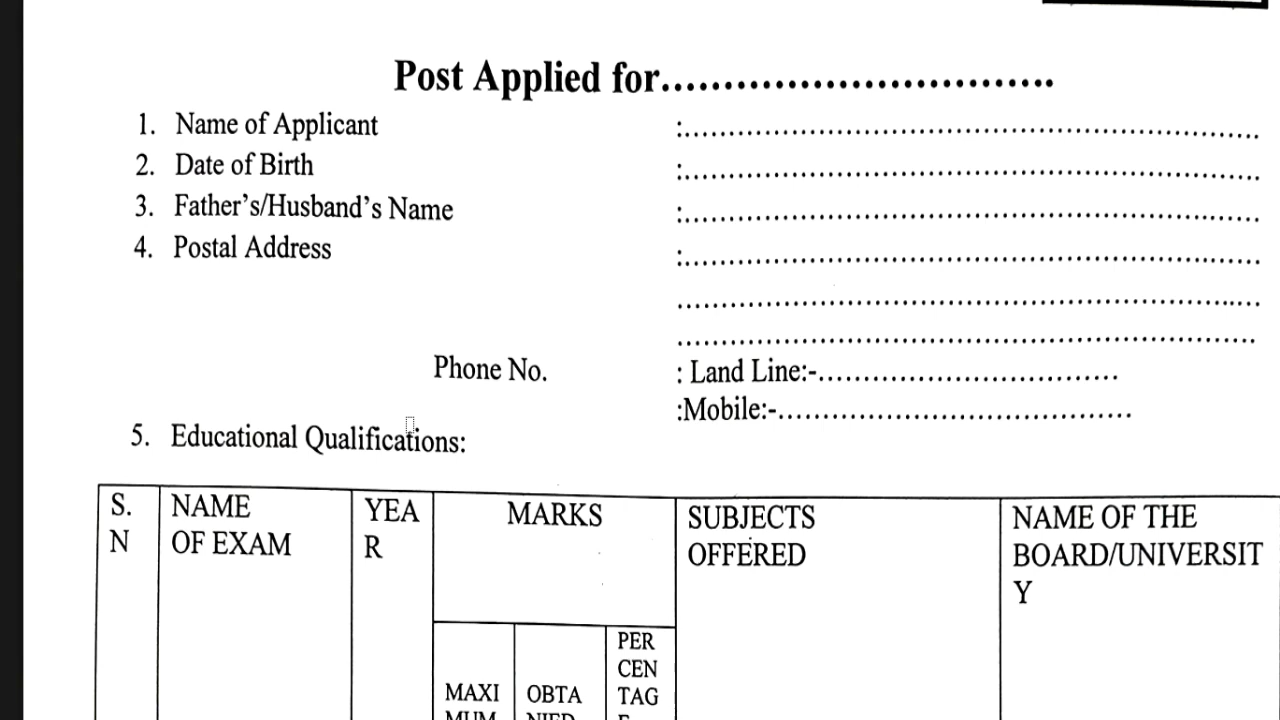 Post Applied for................................
1. Name of Applicant :................................................................
2. Date of Birth :................................................................
3. Father's/Husband's Name :................................................................
4. Postal Address :................................................................
................................................................
................................................................
Phone No. : Land Line:-..................................
:Mobile:-.......................................
5. Educational Qualifications:
S.
N
NAME
OF EXAM
YEA
R
MARKS
MAXI
MUM
OBTA
NIED
PER
CEN
TAG
E
SUBJECTS
OFFERED
NAME OF THE
BOARD/UNIVERSIT
Y